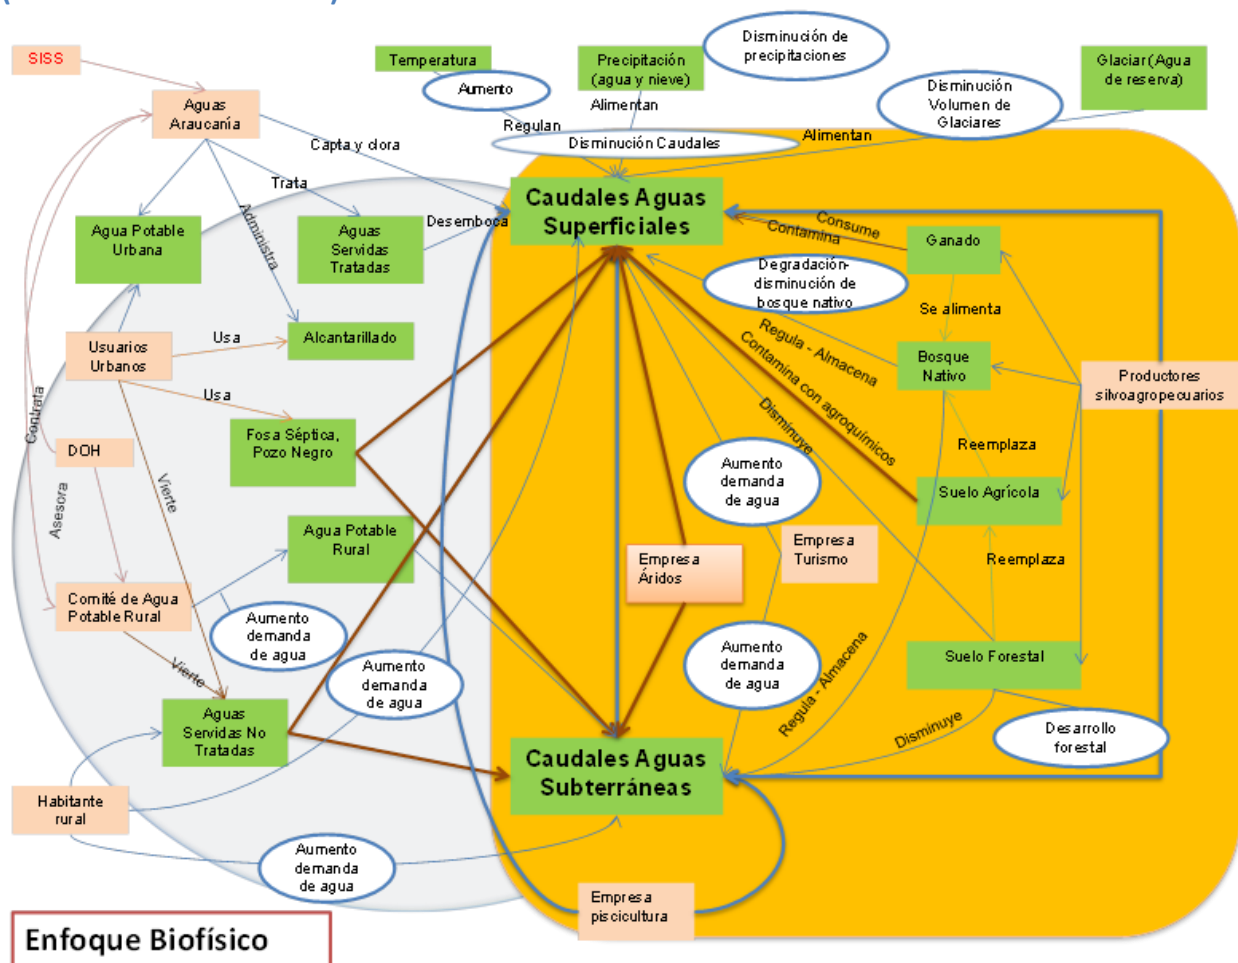 SISS
Temperatura
Precipitación
(agua y nieve)
Disminución de
precipitaciones
Glaciar (Agua
de reserva)
Aumento
Alimentan
Disminución
Volumen de
Glaciares
Aguas
Araucanía
Regulan
Capta y clora
Disminución Caudales
Alimentan
Trata
Administra
Caudales Aguas
Superficiales
Consume
Contamina
Ganado
Agua Potable
Urbana
Aguas
Servidas
Tratadas
Desemboca
Degradación-
disminución de
bosque nativo
Se alimenta
Usuarios
Urbanos
Usa
Alcantarillado
Regula - Almacena
Bosque
Nativo
Productores
silvoagropecuarios
Contamina con agroquímicos
Usa
Contrata
Fosa Séptica,
Pozo Negro
Disminuye
DOH
Vierte
Reemplaza
Aumento
demanda
de agua
Suelo Agrícola
Asesora
Agua Potable
Rural
Empresa
Áridos
Empresa
Turismo
Reemplaza
Comité de Agua
Potable Rural
Aumento
demanda
de agua
Aumento
demanda
de agua
Aumento
demanda
de agua
Suelo Forestal
Vierte
Regula - Almacena
Aguas
Servidas No
Tratadas
Disminuye
Desarrollo
forestal
Caudales Aguas
Subterráneas
Habitante
rural
Aumento
demanda
de agua
Empresa
piscicultura
Enfoque Biofísico